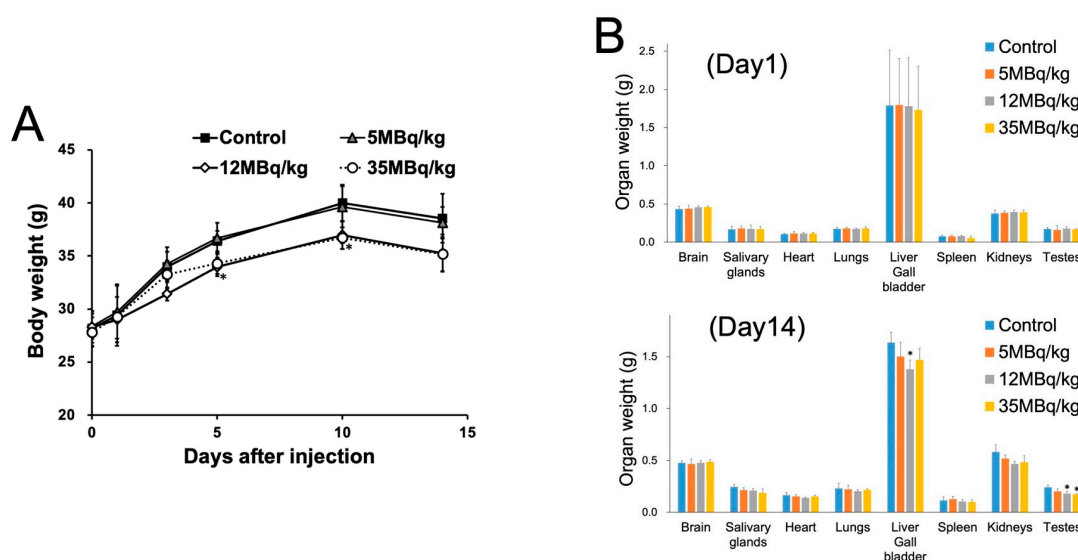 A
Control
5MBq/kg
12MBq/kg
35MBq/kg
45
40
35
30
25
20
Body weight (g)
*
*
0
5
10
15
Days after injection
B
(Day1)
Control
5MBq/kg
12MBq/kg
35MBq/kg
Organ weight (g)
2.5
2.0
1.5
1.0
0.5
0.0
Brain
Salivary
glands
Heart
Lungs
Liver
Gall
bladder
Spleen
Kidneys
Testes
(Day14)
Control
5MBq/kg
12MBq/kg
35MBq/kg
Organ weight (g)
1.5
1.0
0.5
0.0
*
* *
Brain
Salivary
glands
Heart
Lungs
Liver
Gall
bladder
Spleen
Kidneys
Testes